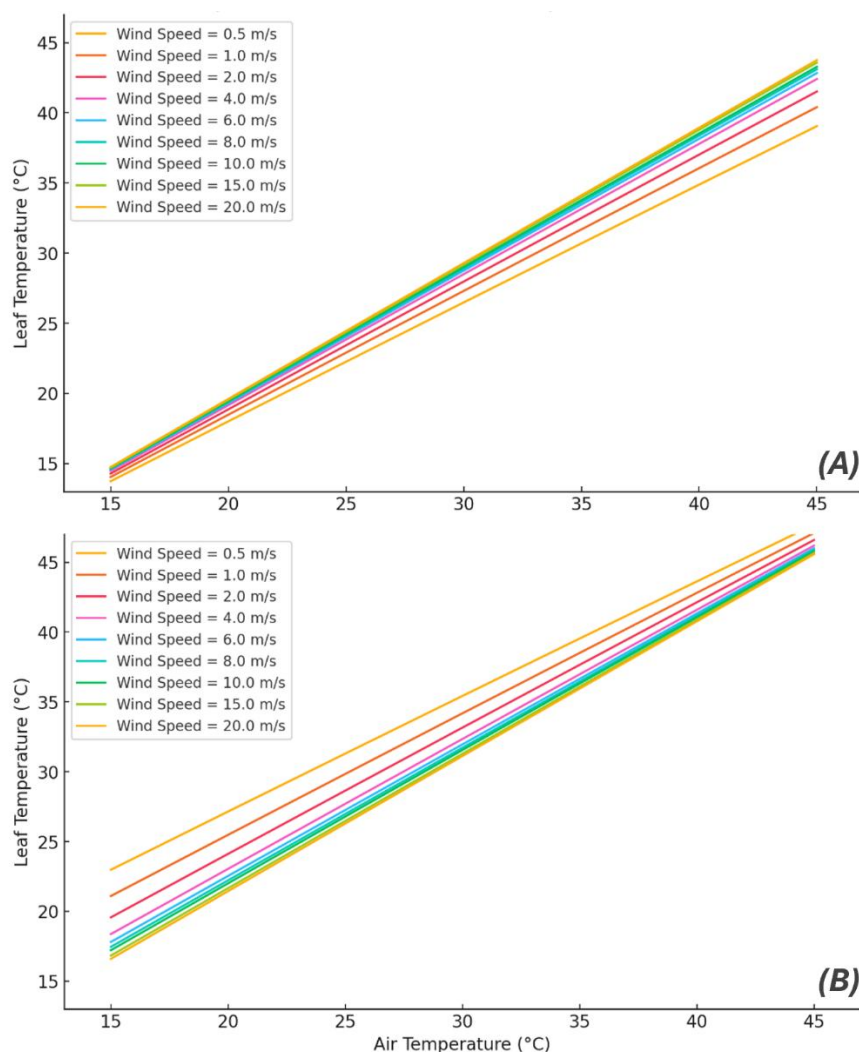 45
40
35
30
25
20
15
Leaf Temperature (°C)
Wind Speed = 0.5 m/s
Wind Speed = 1.0 m/s
Wind Speed = 2.0 m/s
Wind Speed = 4.0 m/s
Wind Speed = 6.0 m/s
Wind Speed = 8.0 m/s
Wind Speed = 10.0 m/s
Wind Speed = 15.0 m/s
Wind Speed = 20.0 m/s
(A)
15 20 25 30 35 40 45
45
40
35
30
25
20
15
Leaf Temperature (°C)
Wind Speed = 0.5 m/s
Wind Speed = 1.0 m/s
Wind Speed = 2.0 m/s
Wind Speed = 4.0 m/s
Wind Speed = 6.0 m/s
Wind Speed = 8.0 m/s
Wind Speed = 10.0 m/s
Wind Speed = 15.0 m/s
Wind Speed = 20.0 m/s
(B)
15 20 25 30 35 40 45
Air Temperature (°C)